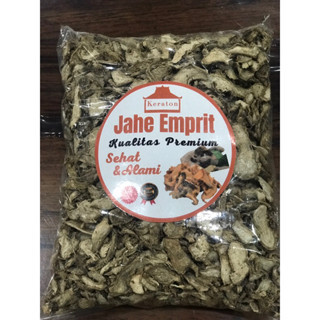 Keraton
Jahe Emprit
Kualitas Premium
Sehat
&Alami